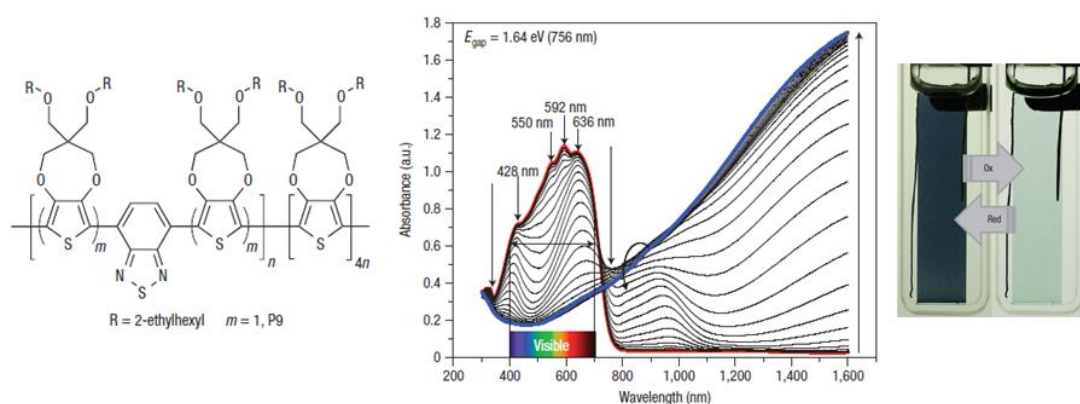 R R R R R R
O O O O O O
O O O O O O
S m S m n S 4n
N N
S
R = 2-ethylhexyl m = 1, P9
Egap = 1.64 eV (756 nm)
592 nm
550 nm 636 nm
428 nm
Absorbance (a.u.)
1.8
1.6
1.4
1.2
1.0
0.8
0.6
0.4
0.2
0
Visible
200 400 600 800 1,000 1,200 1,400 1,600
Wavelength (nm)
Ox
Red